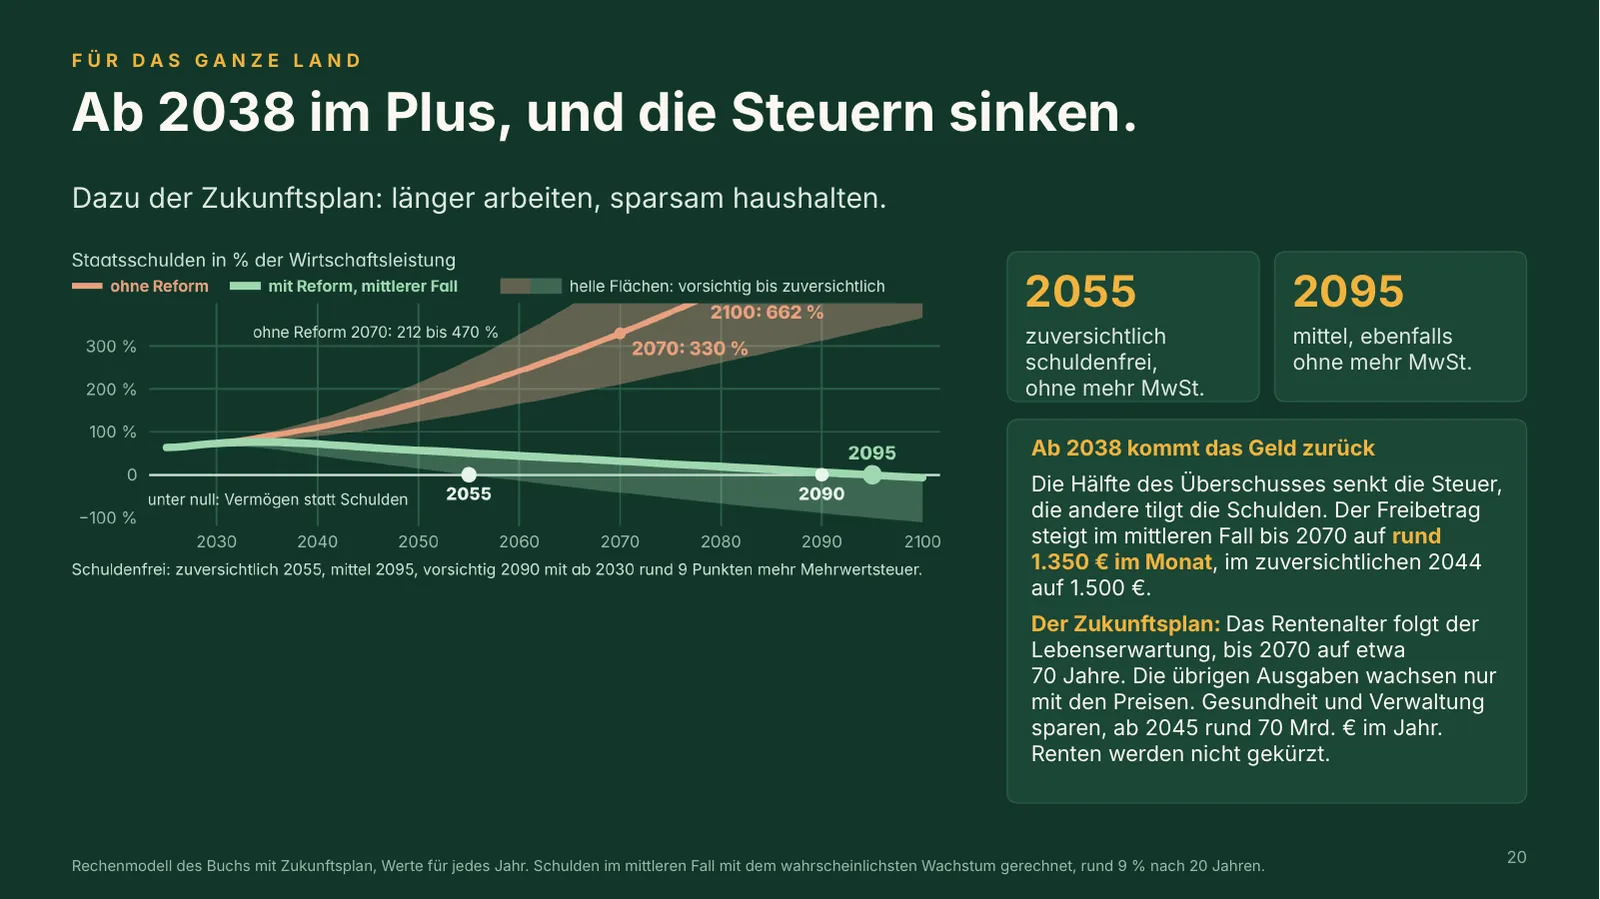 FÜR DAS GANZE LAND
Ab 2038 im Plus, und die Steuern sinken.
Dazu der Zukunftsplan: länger arbeiten, sparsam haushalten.
Staatsschulden in % der Wirtschaftsleistung
ohne Reform mit Reform, mittlerer Fall helle Flächen: vorsichtig bis zuversichtlich
2100: 662 %
ohne Reform 2070: 212 bis 470 %
2070: 330 %
300 %
200 %
100 %
0
−100 %
2095
2055
2090
unter null: Vermögen statt Schulden
2030 2040 2050 2060 2070 2080 2090 2100
Schuldenfrei: zuversichtlich 2055, mittel 2095, vorsichtig 2090 mit ab 2030 rund 9 Punkten mehr Mehrwertsteuer.
2055
zuversichtlich
schuldenfrei,
ohne mehr MwSt.
2095
mittel, ebenfalls
ohne mehr MwSt.
Ab 2038 kommt das Geld zurück
Die Hälfte des Überschusses senkt die Steuer,
die andere tilgt die Schulden. Der Freibetrag
steigt im mittleren Fall bis 2070 auf rund
1.350 € im Monat, im zuversichtlichen 2044
auf 1.500 €.
Der Zukunftsplan: Das Rentenalter folgt der
Lebenserwartung, bis 2070 auf etwa
70 Jahre. Die übrigen Ausgaben wachsen nur
mit den Preisen. Gesundheit und Verwaltung
sparen, ab 2045 rund 70 Mrd. € im Jahr.
Renten werden nicht gekürzt.
Rechenmodell des Buchs mit Zukunftsplan, Werte für jedes Jahr. Schulden im mittleren Fall mit dem wahrscheinlichsten Wachstum gerechnet, rund 9 % nach 20 Jahren.
20